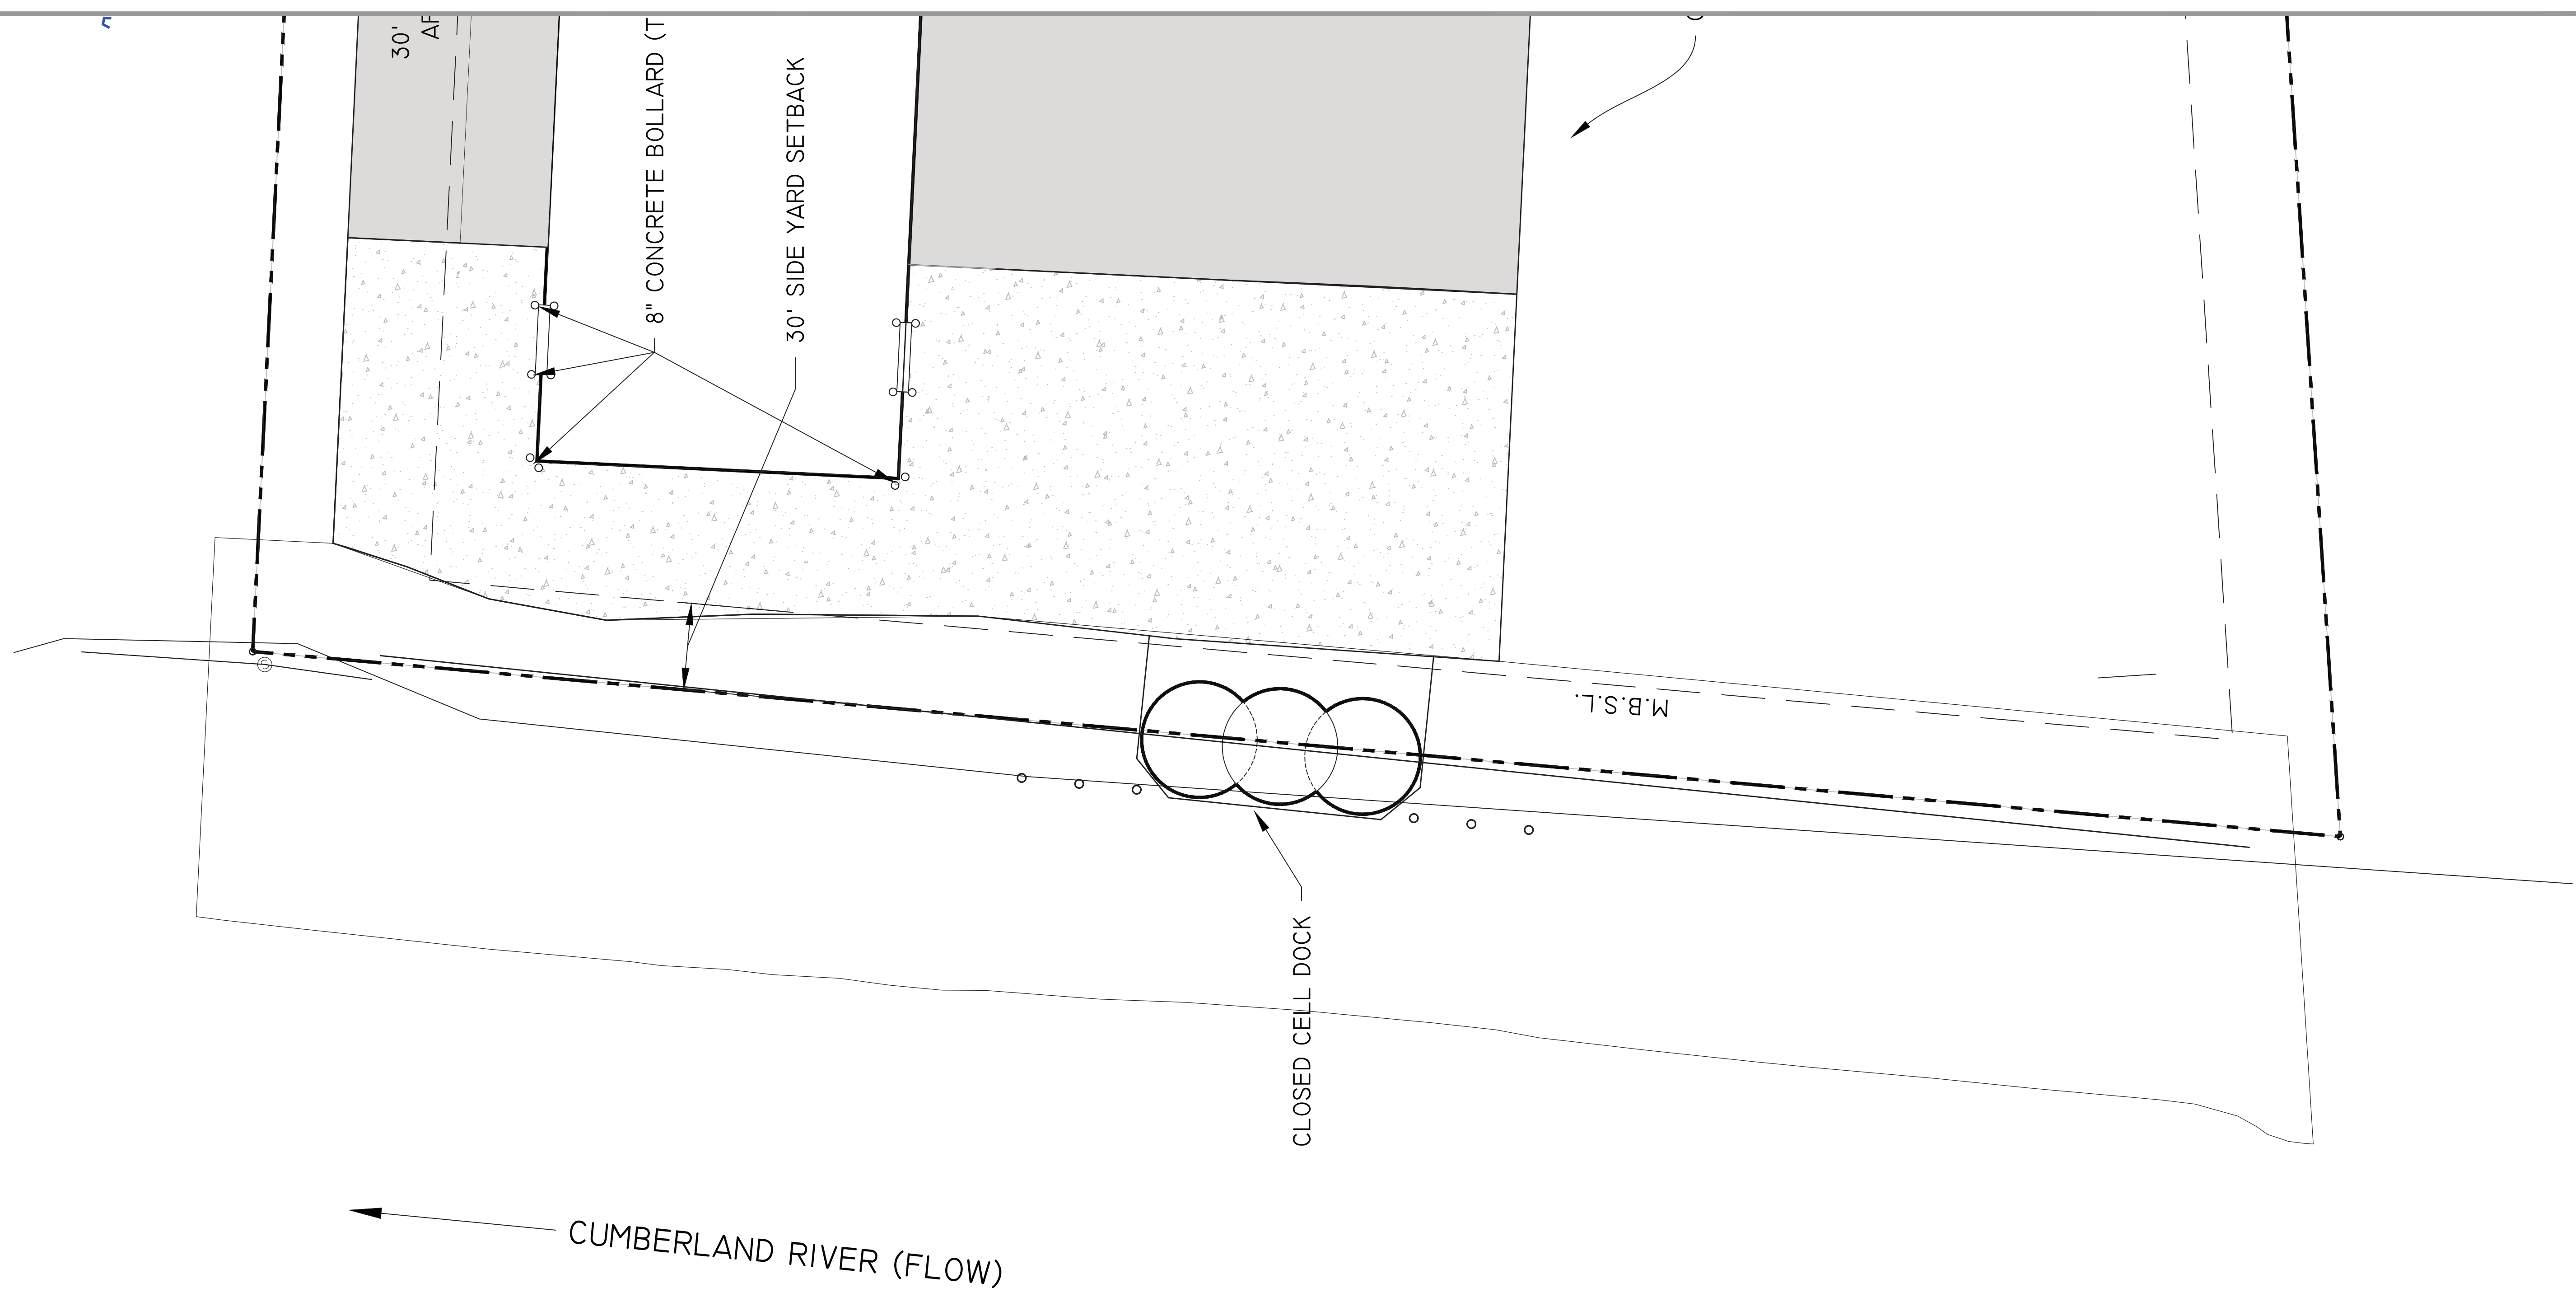 30'
8" CONCRETE BOLLARD (T
30' SIDE YARD SETBACK
M.B.S.L.
S
CLOSED CELL DOCK
CUMBERLAND RIVER (FLOW)